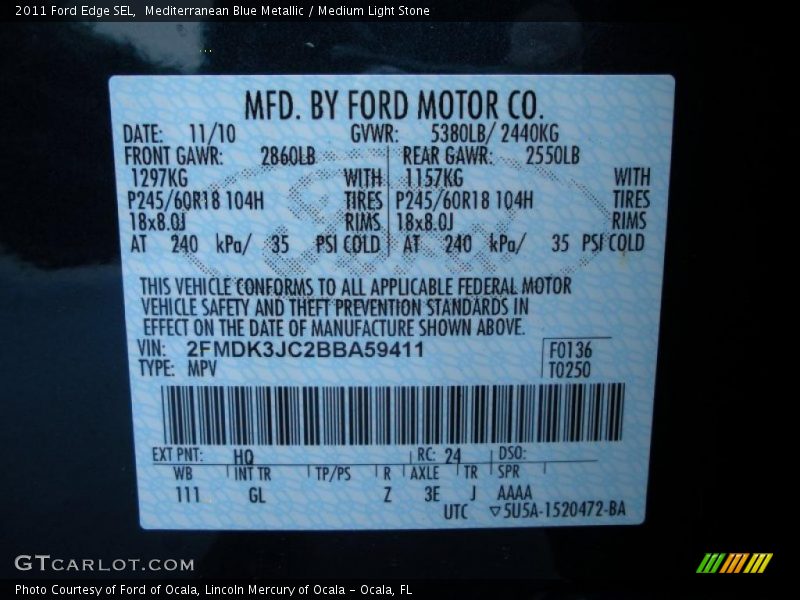 2011 Ford Edge SEL,  Mediterranean Blue Metallic / Medium Light Stone
MFD. BY FORD MOTOR CO.
DATE: 11/10 GVWR: 5380LB/ 2440KG
FRONT GAWR: 2860LB REAR GAWR: 2550LB
1297KG WITH 1157KG WITH
P245/60R18 104H TIRES P245/60R18 104H TIRES
18x8.0J RIMS 18x8.0J RIMS
AT 240 kPa/ 35 PSI COLD AT 240 kPa/ 35 PSI COLD
THIS VEHICLE CONFORMS TO ALL APPLICABLE FEDERAL MOTOR
VEHICLE SAFETY AND THEFT PREVENTION STANDARDS IN
EFFECT ON THE DATE OF MANUFACTURE SHOWN ABOVE.
VIN: 2FMDK3JC2BBA59411 F0136
TYPE: MPV T0250
EXT PNT: HQ RC: 24 DSO:
WB INT TR TP/PS R AXLE TR SPR
111 GL Z 3E J AAAA
UTC ▽5U5A-1520472-BA
GTCARLOT.COM
Photo Courtesy of Ford of Ocala, Lincoln Mercury of Ocala - Ocala, FL